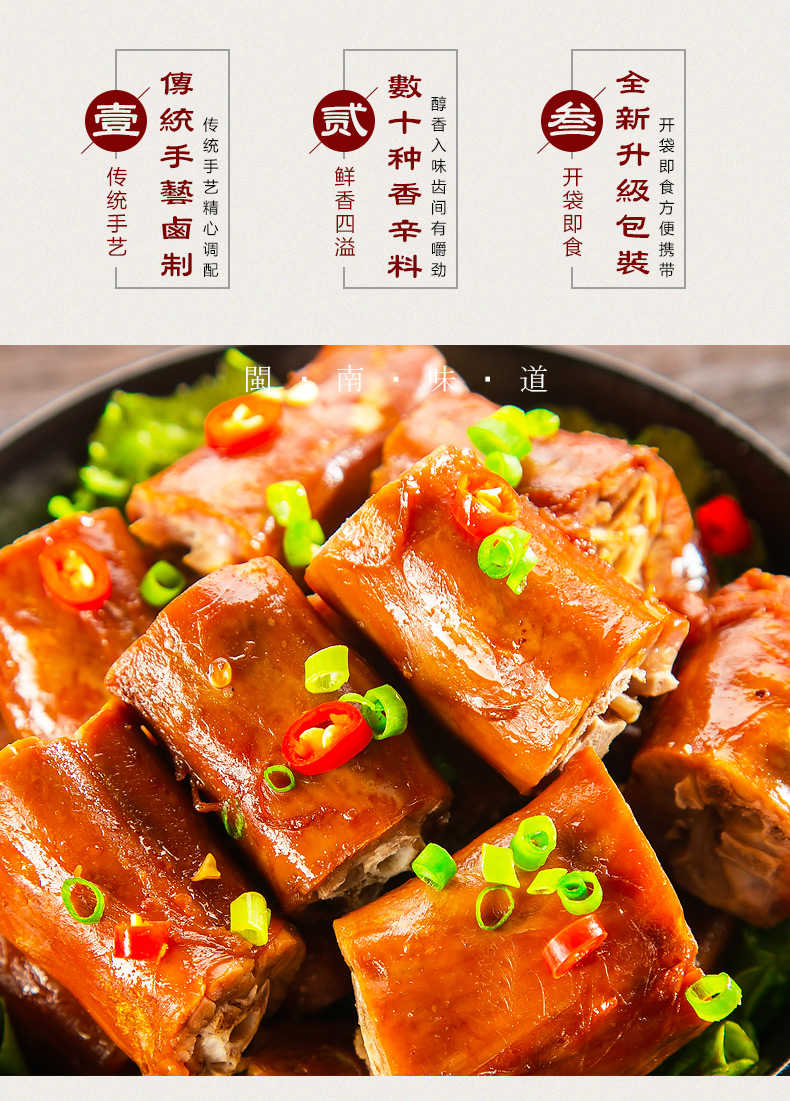 壹
传统手艺
傳統手藝鹵制
传统手艺精心调配
贰
鲜香四溢
數十种香辛料
醇香入味齿间有嚼劲
叁
开袋即食
全新升級包裝
开袋即食方便携带
閩·南·味·道